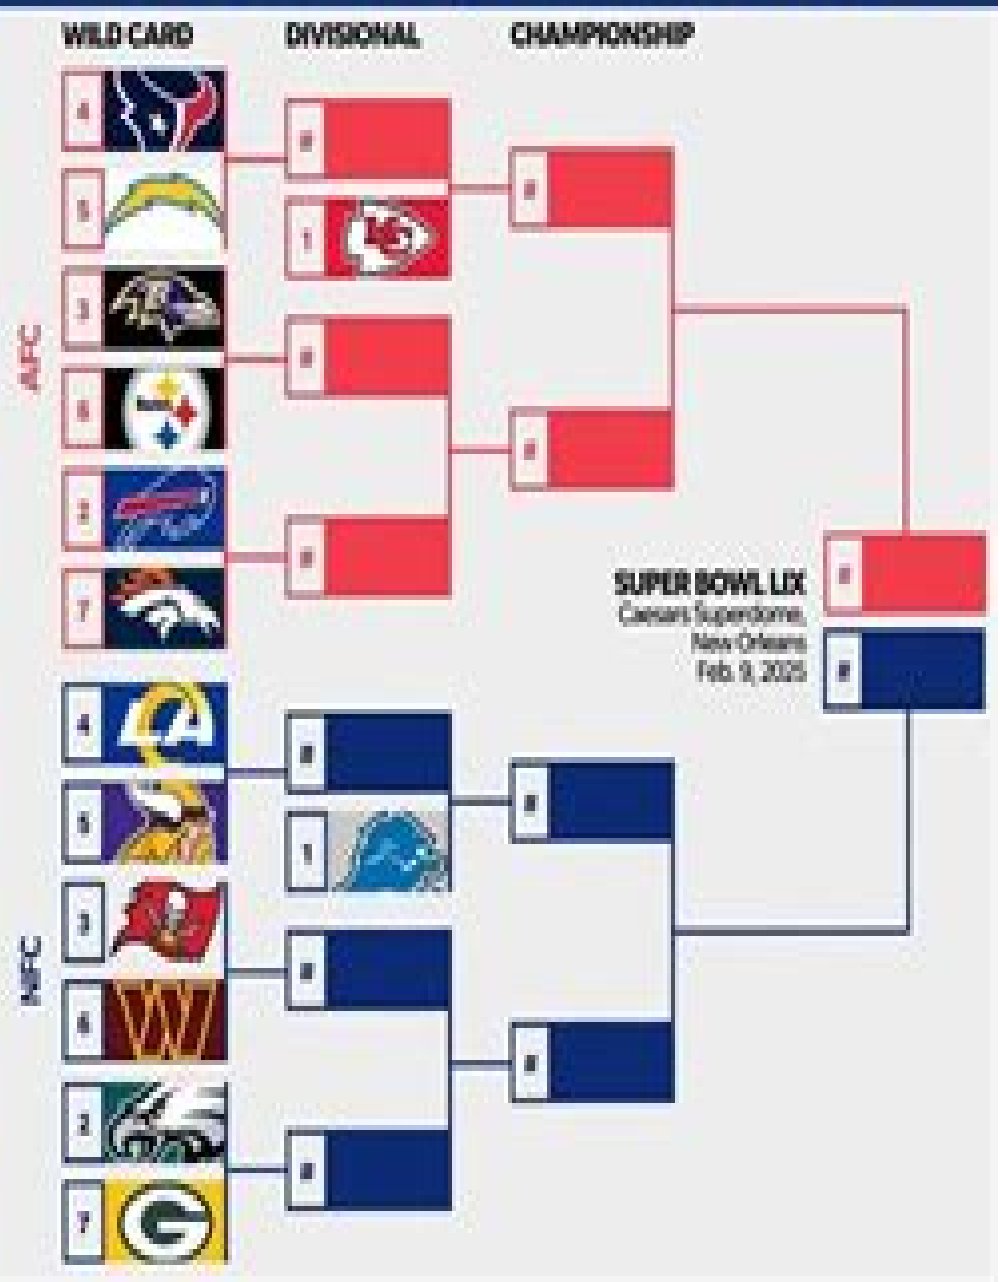 WILD CARD
DIVISIONAL
CHAMPIONSHIP
AFC
4
5
3
6
2
7
#
1
#
#
#
#
SUPER BOWL LIX
Caesars Superdome,
New Orleans
Feb. 9, 2025
#
#
NFC
4
5
3
6
2
7
#
1
#
#
#
#